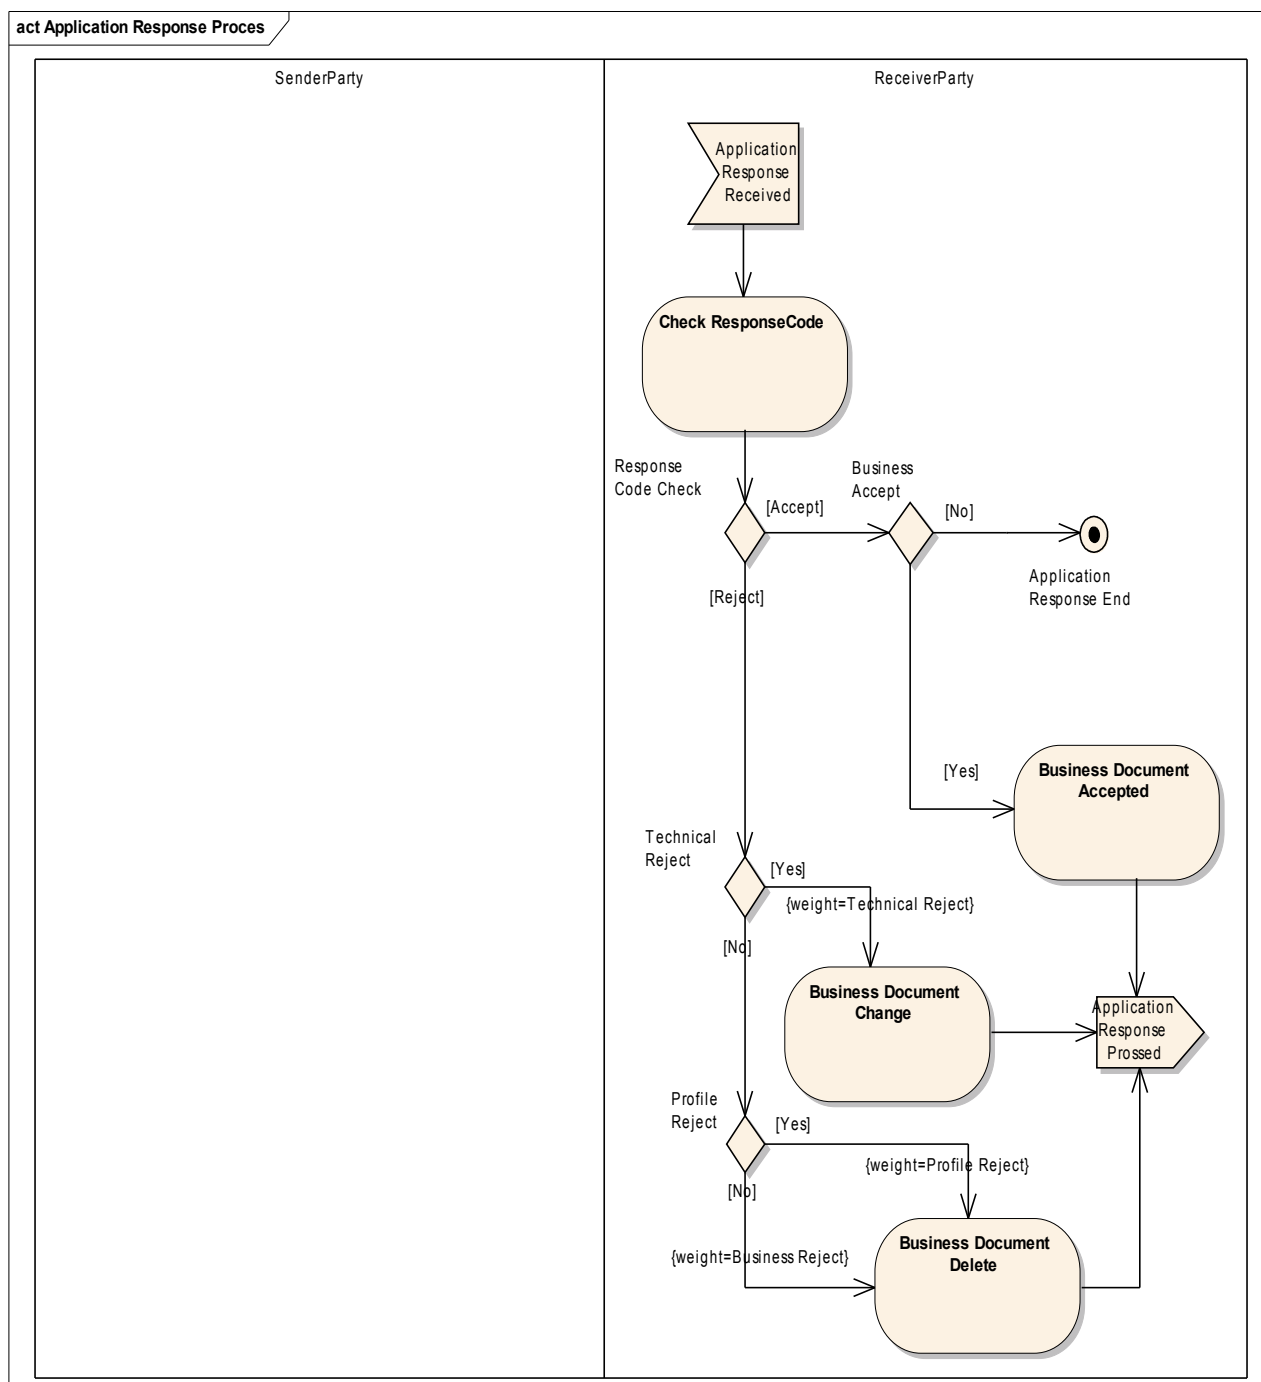 act Application Response Proces
SenderParty
ReceiverParty
Application
Response
Received
Check ResponseCode
Response
Code Check
Business
Accept
[Accept]
[No]
Application
Response End
[Reject]
[Yes]
Business Document
Accepted
Technical
Reject
[Yes]
{weight=Technical Reject}
[No]
Business Document
Change
Application
Response
Prossed
Profile
Reject
[Yes]
{weight=Profile Reject}
[No]
{weight=Business Reject}
Business Document
Delete